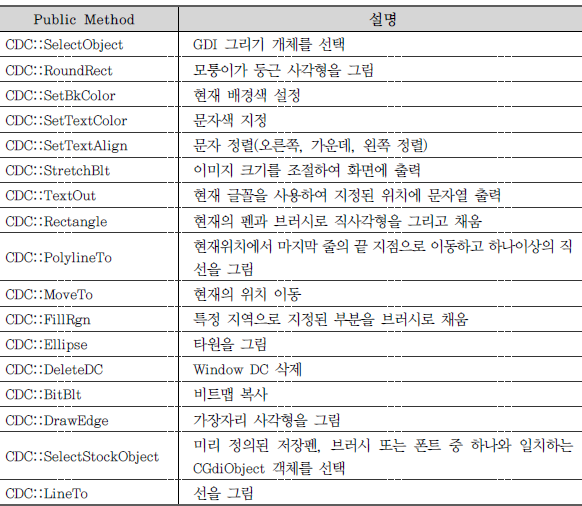 Public Method 설명
CDC::SelectObject GDI 그리기 개체를 선택
CDC::RoundRect 모퉁이가 둥근 사각형을 그림
CDC::SetBkColor 현재 배경색 설정
CDC::SetTextColor 문자색 지정
CDC::SetTextAlign 문자 정렬(오른쪽, 가운데, 왼쪽 정렬)
CDC::StretchBlt 이미지 크기를 조절하여 화면에 출력
CDC::TextOut 현재 글꼴을 사용하여 지정된 위치에 문자열 출력
CDC::Rectangle 현재의 펜과 브러시로 직사각형을 그리고 채움
CDC::PolylineTo 현재위치에서 마지막 줄의 끝 지점으로 이동하고 하나이상의 직
선을 그림
CDC::MoveTo 현재의 위치 이동
CDC::FillRgn 특정 지역으로 지정된 부분을 브러시로 채움
CDC::Ellipse 타원을 그림
CDC::DeleteDC Window DC 삭제
CDC::BitBlt 비트맵 복사
CDC::DrawEdge 가장자리 사각형을 그림
CDC::SelectStockObject 미리 정의된 저장펜, 브러시 또는 폰트 중 하나와 일치하는
CGdiObject 객체를 선택
CDC::LineTo 선을 그림